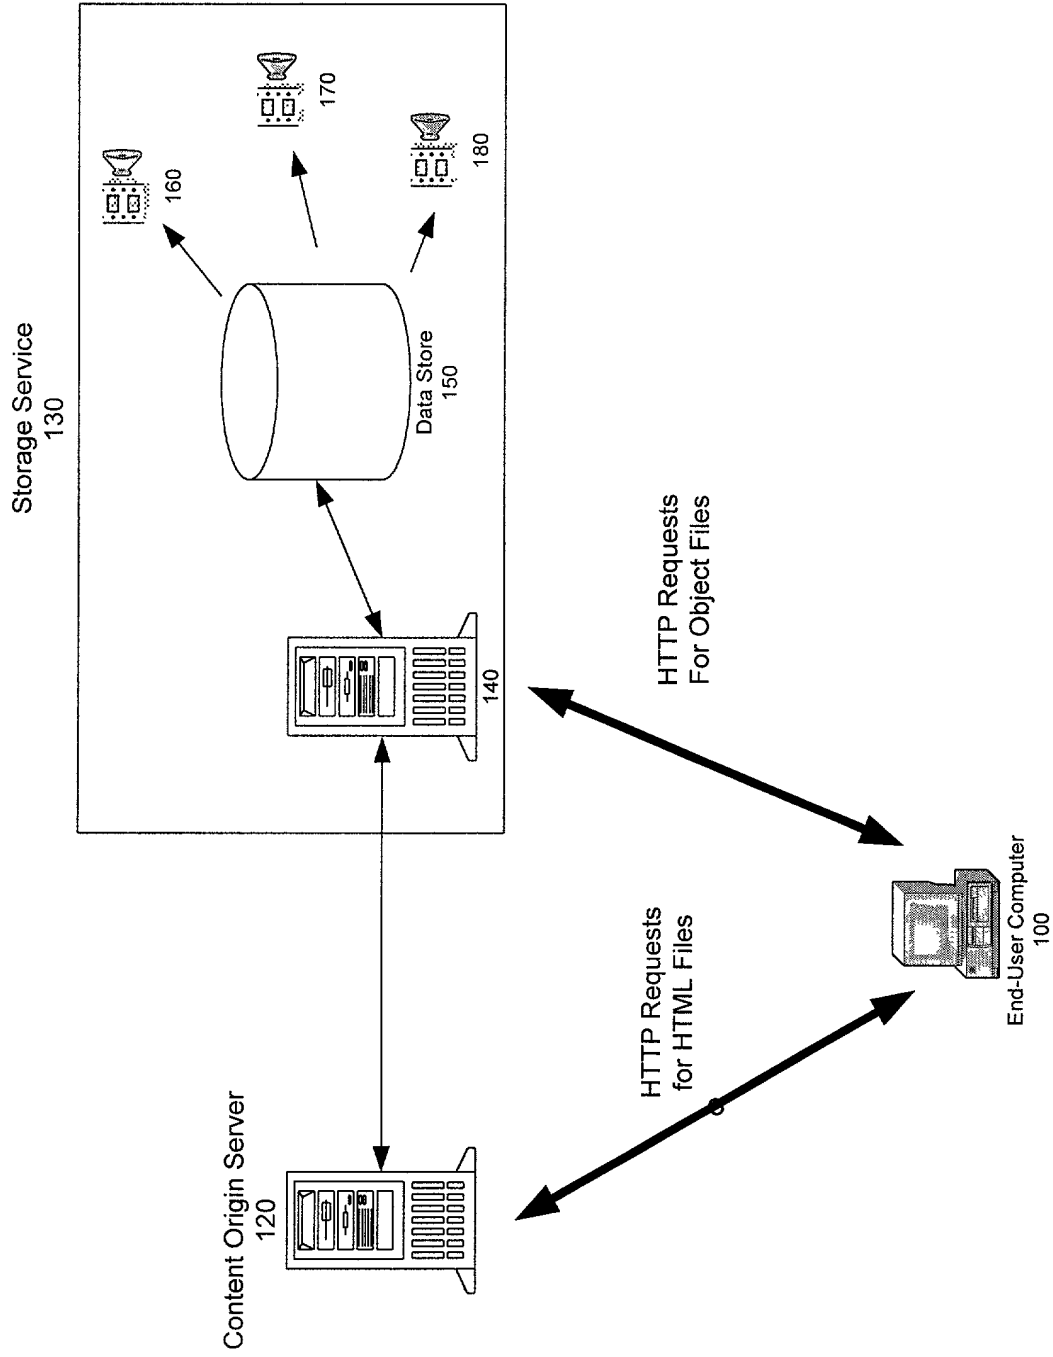 Storage Service
130
160
170
180
Data Store
150
140
Content Origin Server
120
HTTP Requests
For Object Files
HTTP Requests
for HTML Files
End-User Computer
100